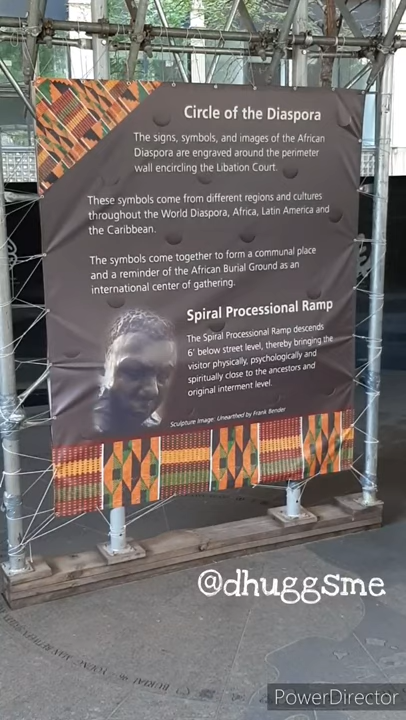 Circle of the Diaspora
The signs, symbols, and images of the African
Diaspora are engraved around the perimeter
wall encircling the Libation Court.
These symbols come from different regions and cultures
throughout the World Diaspora, Africa, Latin America and
the Caribbean.
The symbols come together to form a communal place
and a reminder of the African Burial Ground as an
international center of gathering.
Spiral Processional Ramp
The Spiral Processional Ramp descends
6' below street level, thereby bringing the
visitor physically, psychologically and
spiritually close to the ancestors and
original interment level.
Sculpture Image: Unearthed by Frank Bender
@dhuggsme
BURIAL
PowerDirector